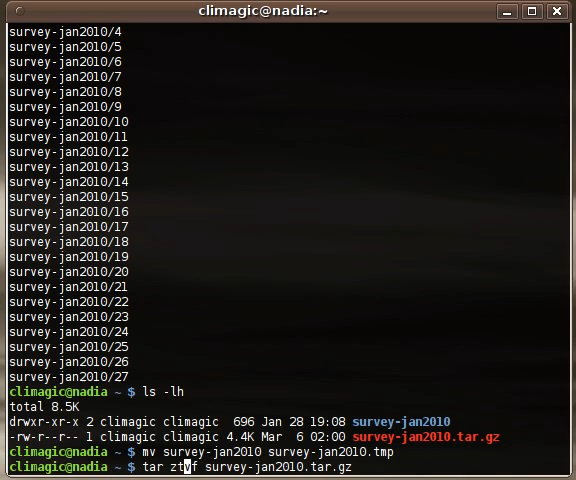 climagic@nadia:~
survey-jan2010/4
survey-jan2010/5
survey-jan2010/6
survey-jan2010/7
survey-jan2010/8
survey-jan2010/9
survey-jan2010/10
survey-jan2010/11
survey-jan2010/12
survey-jan2010/13
survey-jan2010/14
survey-jan2010/15
survey-jan2010/16
survey-jan2010/17
survey-jan2010/18
survey-jan2010/19
survey-jan2010/20
survey-jan2010/21
survey-jan2010/22
survey-jan2010/23
survey-jan2010/24
survey-jan2010/25
survey-jan2010/26
survey-jan2010/27
climagic@nadia ~ $ ls -lh
total 8.5K
drwxr-xr-x 2 climagic climagic  696 Jan 28 19:08 survey-jan2010
-rw-r--r-- 1 climagic climagic 4.4K Mar  6 02:00 survey-jan2010.tar.gz
climagic@nadia ~ $ mv survey-jan2010 survey-jan2010.tmp
climagic@nadia ~ $ tar ztvf survey-jan2010.tar.gz